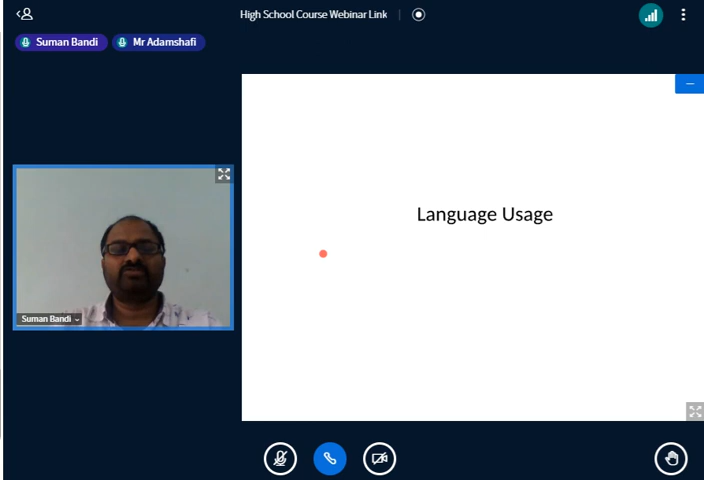 High School Course Webinar Link
Suman Bandi
Mr Adamshafi
Language Usage
Suman Bandi